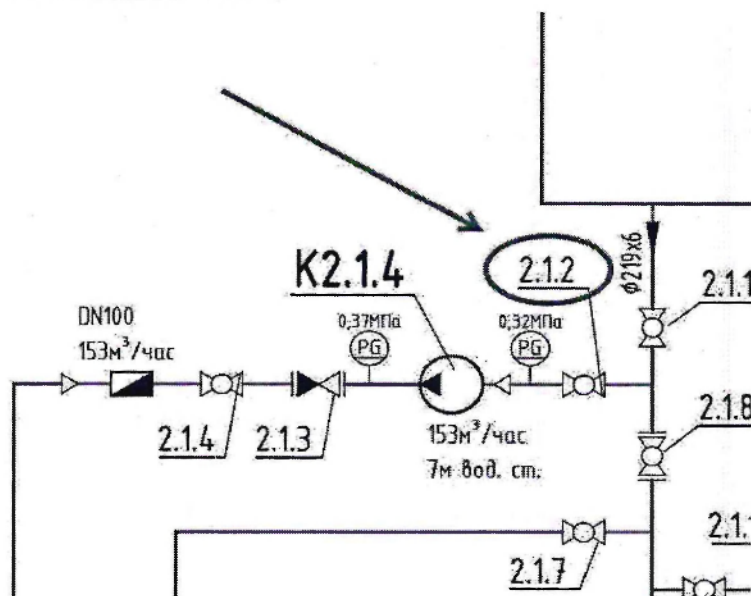 φ219x6
K2.1.4
2.1.2
2.1.1
DN100
153м³/час
0,37МПа
PG
0,32МПа
PG
2.1.4
2.1.3
153м³/час
7м вод. ст.
2.1.8
2.1.7